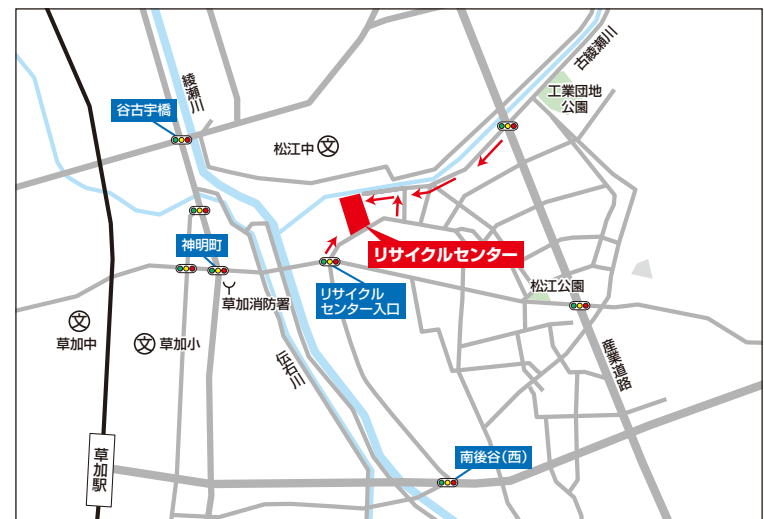 古綾瀬川
綾瀬川
工業団地
公園
谷古宇橋
松江中
文
リサイクルセンター
神明町
松江公園
リサイクル
センター入口
草加消防署
文
草加中
文
草加小
伝右川
産業道路
南後谷(西)
草加駅